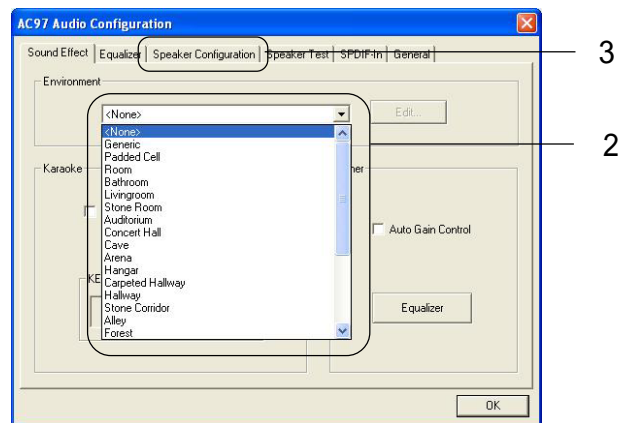 AC97 Audio Configuration
Sound Effect Equalizer Speaker Configuration Speaker Test SPDIF-In General
3
Environment
<None>
Edit...
2
<None>
Generic
Padded Cell
Room
Bathroom
Livingroom
Stone Room
Auditorium
Concert Hall
Cave
Arena
Hangar
Carpeted Hallway
Hallway
Stone Corridor
Alley
Forest
Karaoke
KE
her
Auto Gain Control
Equalizer
OK